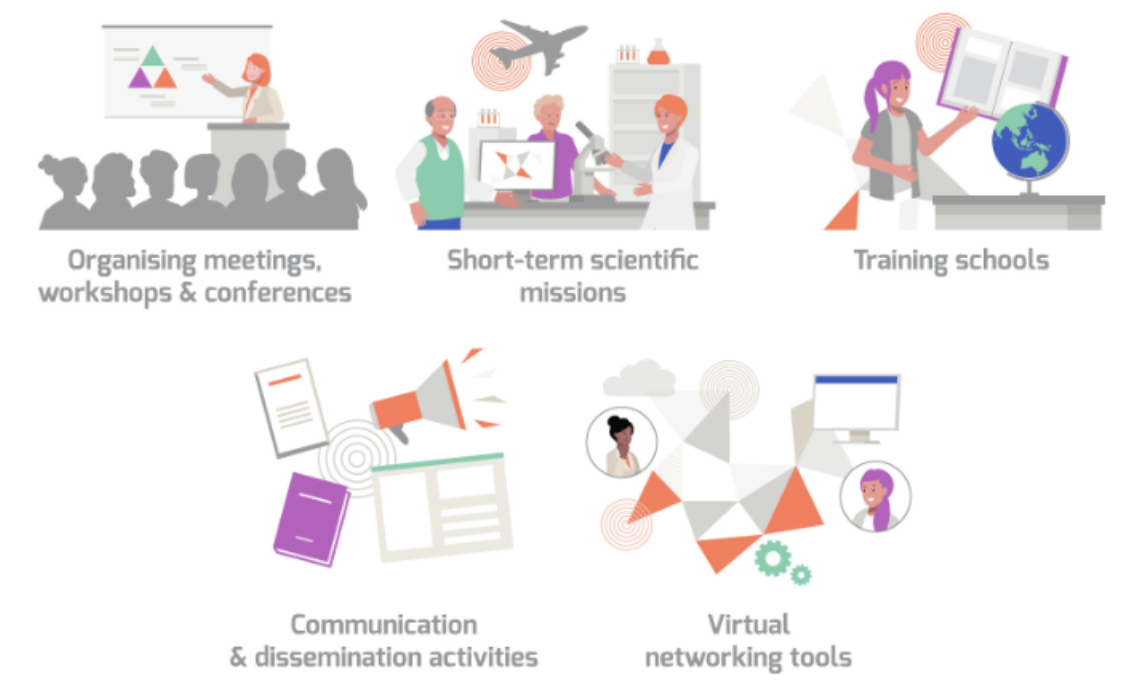 Organising meetings,
workshops & conferences
Short-term scientific
missions
Training schools
Communication
& dissemination activities
Virtual
networking tools